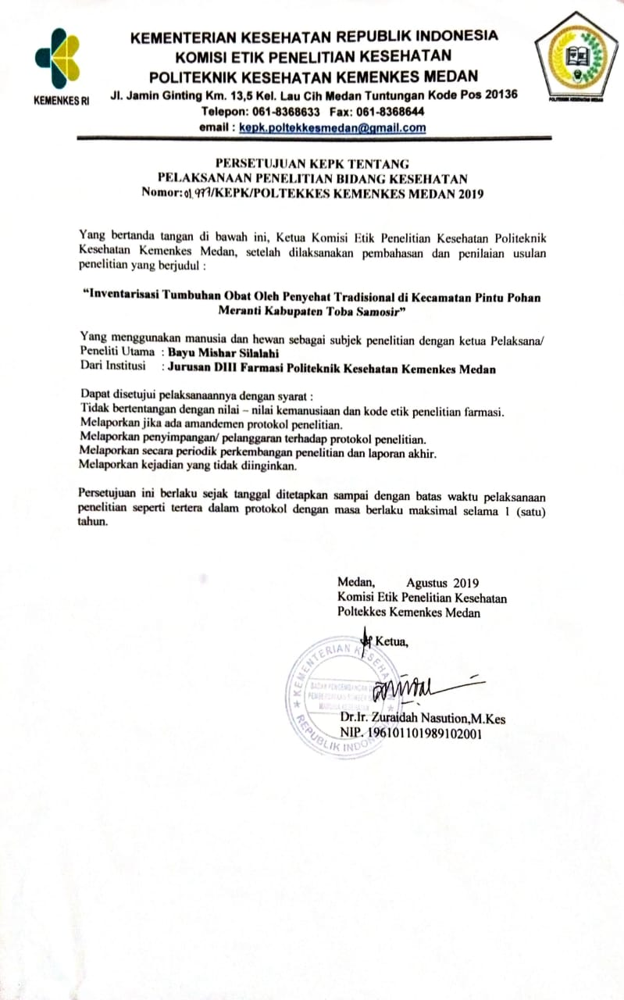 KEMENTERIAN KESEHATAN REPUBLIK INDONESIA
KOMISI ETIK PENELITIAN KESEHATAN
POLITEKNIK KESEHATAN KEMENKES MEDAN
KEMENKES RI
Jl. Jamin Ginting Km. 13,5 Kel. Lau Cih Medan Tuntungan Kode Pos 20136
POLITEKNIK KESEHATAN MEDAN
Telepon: 061-8368633 Fax: 061-8368644
email : kepk.poltekkesmedan@gmail.com
PERSETUJUAN KEPK TENTANG
PELAKSANAAN PENELITIAN BIDANG KESEHATAN
Nomor: /KEPK/POLTEKKES KEMENKES MEDAN 2019
Yang bertanda tangan di bawah ini, Ketua Komisi Etik Penelitian Kesehatan Politeknik
Kesehatan Kemenkes Medan, setelah dilaksanakan pembahasan dan penilaian usulan
penelitian yang berjudul :
“Inventarisasi Tumbuhan Obat Oleh Penyehat Tradisional di Kecamatan Pintu Pohan
Meranti Kabupaten Toba Samosir”
Yang menggunakan manusia dan hewan sebagai subjek penelitian dengan ketua Pelaksana/
Peneliti Utama : Bayu Mishar Silalahi
Dari Institusi : Jurusan DIII Farmasi Politeknik Kesehatan Kemenkes Medan
Dapat disetujui pelaksanaannya dengan syarat :
Tidak bertentangan dengan nilai – nilai kemanusiaan dan kode etik penelitian farmasi.
Melaporkan jika ada amandemen protokol penelitian.
Melaporkan penyimpangan/ pelanggaran terhadap protokol penelitian.
Melaporkan secara periodik perkembangan penelitian dan laporan akhir.
Melaporkan kejadian yang tidak diinginkan.
Persetujuan ini berlaku sejak tanggal ditetapkan sampai dengan batas waktu pelaksanaan
penelitian seperti tertera dalam protokol dengan masa berlaku maksimal selama 1 (satu)
tahun.
Medan, Agustus 2019
Komisi Etik Penelitian Kesehatan
Poltekkes Kemenkes Medan
Ketua,
KEMENTERIAN KESEHA
BADAN PENGEMBANGAN D
REPUBLIK INDON
Dr.Ir. Zuraidah Nasution,M.Kes
NIP. 196101101989102001